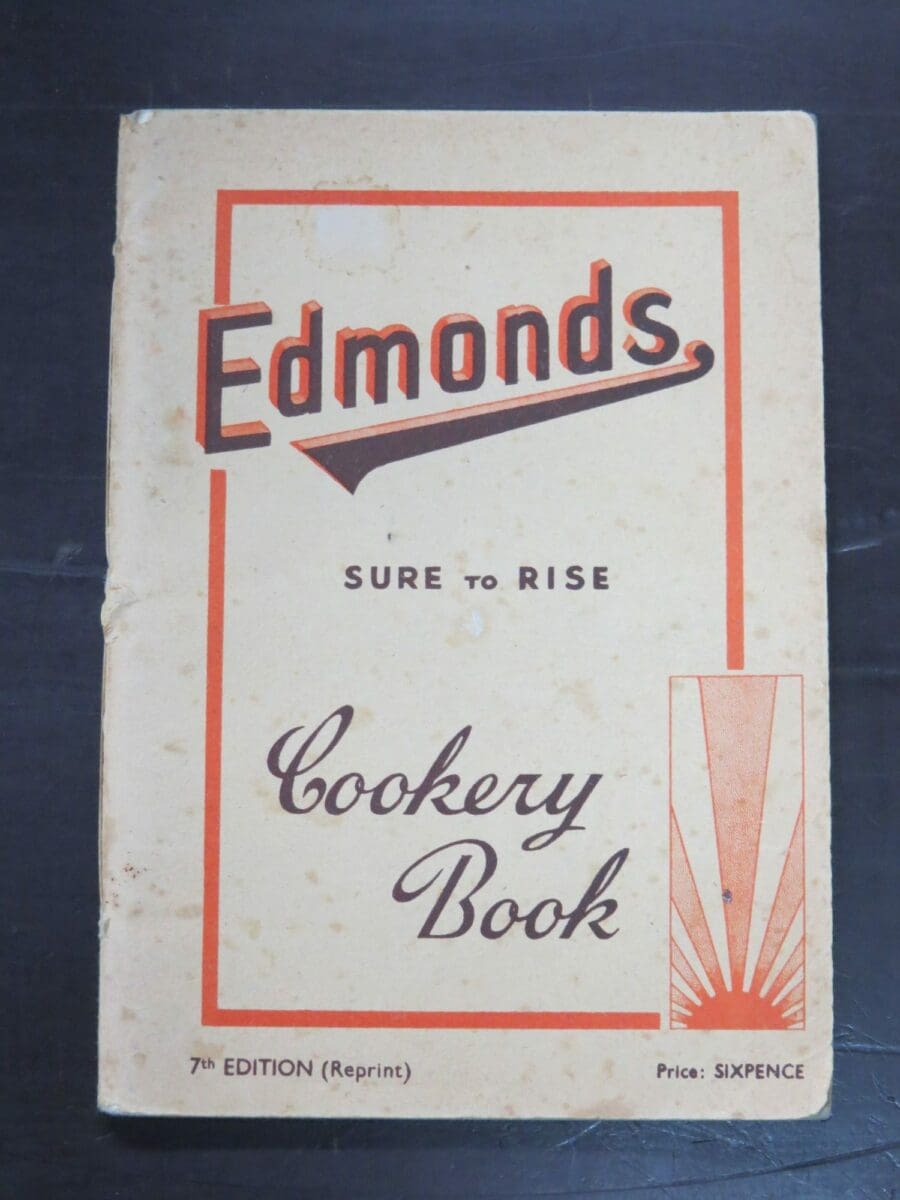 Edmonds
SURE TO RISE
Cookery
Book
7th EDITION (Reprint)
Price: SIXPENCE